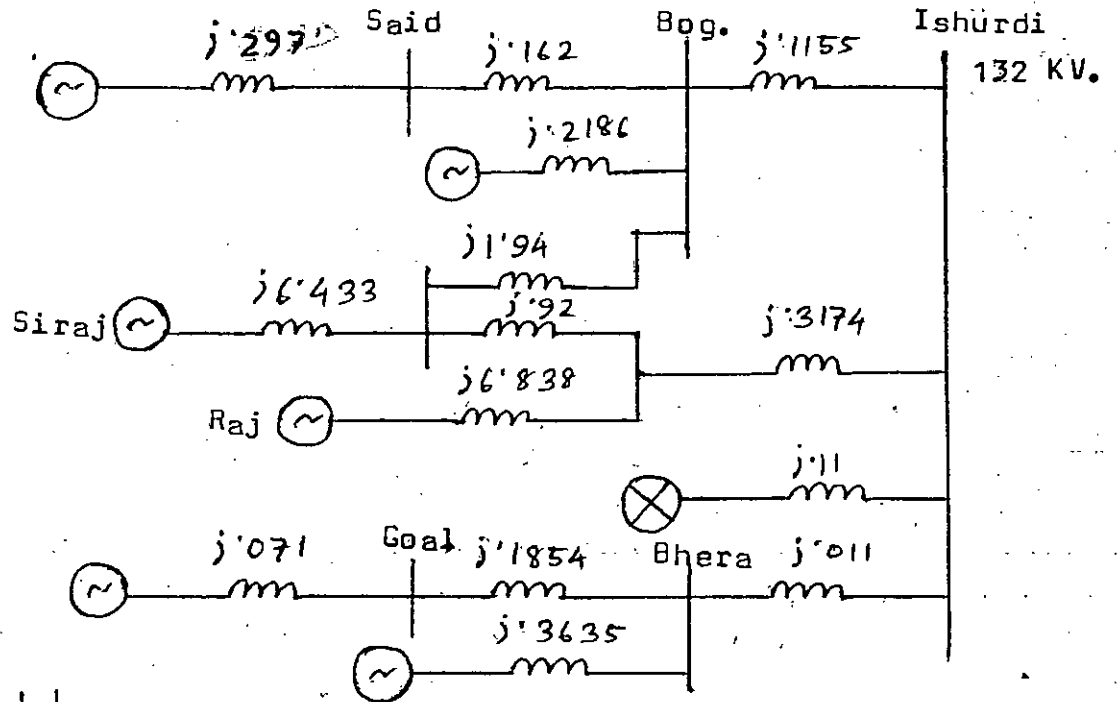 Said Bog. Ishurdi
j·297 j·162 j·1155 132 KV.
j·2186
j1·94
Siraj j6·433 j·92 j·3174
Raj j6·838
j·11
j·071 Goal j·1854 Bhera j·011
j·3635